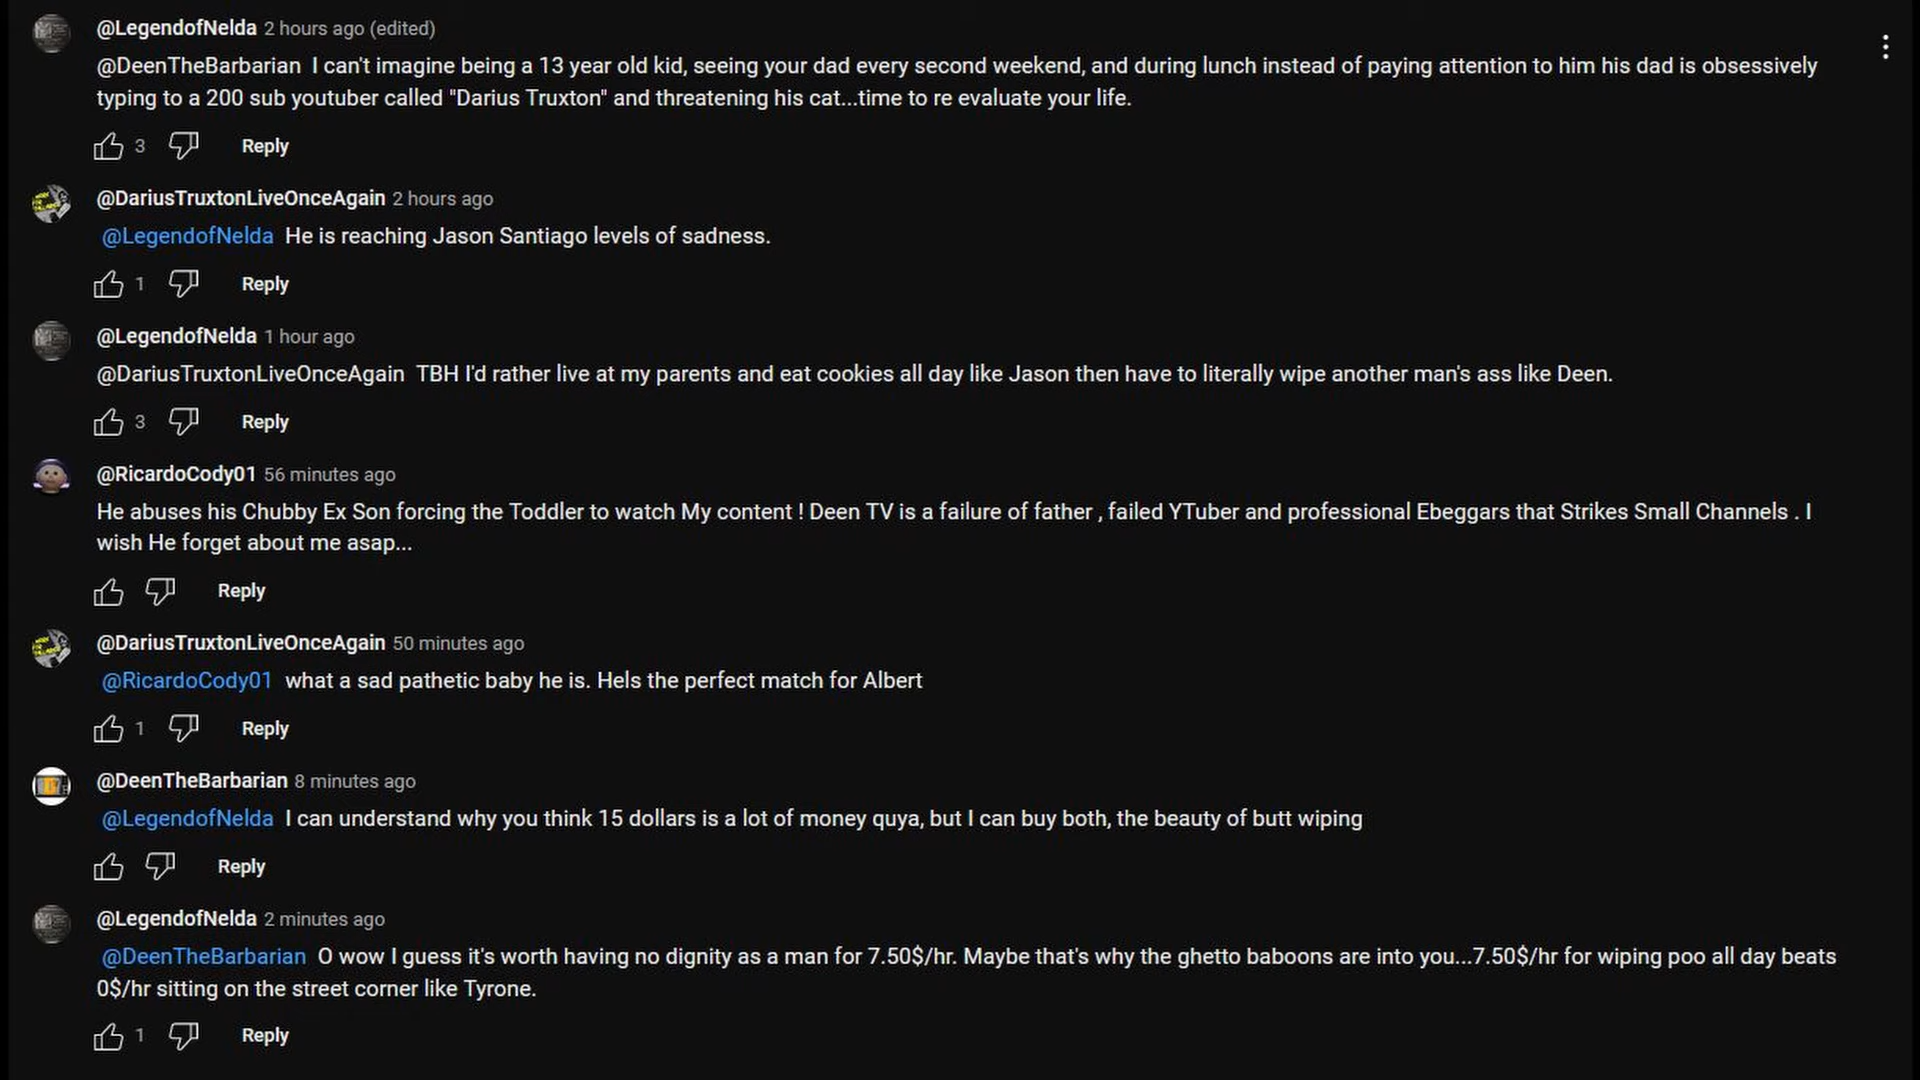 @LegendofNelda 2 hours ago (edited)
@DeenTheBarbarian I can't imagine being a 13 year old kid, seeing your dad every second weekend, and during lunch instead of paying attention to him his dad is obsessively
typing to a 200 sub youtuber called "Darius Truxton" and threatening his cat...time to re evaluate your life.
3 Reply
@DariusTruxtonLiveOnceAgain 2 hours ago
@LegendofNelda He is reaching Jason Santiago levels of sadness.
1 Reply
@LegendofNelda 1 hour ago
@DariusTruxtonLiveOnceAgain TBH I'd rather live at my parents and eat cookies all day like Jason then have to literally wipe another man's ass like Deen.
3 Reply
@RicardoCody01 56 minutes ago
He abuses his Chubby Ex Son forcing the Toddler to watch My content ! Deen TV is a failure of father , failed YTuber and professional Ebeggars that Strikes Small Channels . I
wish He forget about me asap...
Reply
@DariusTruxtonLiveOnceAgain 50 minutes ago
@RicardoCody01 what a sad pathetic baby he is. Hels the perfect match for Albert
1 Reply
@DeenTheBarbarian 8 minutes ago
@LegendofNelda I can understand why you think 15 dollars is a lot of money quya, but I can buy both, the beauty of butt wiping
Reply
@LegendofNelda 2 minutes ago
@DeenTheBarbarian O wow I guess it's worth having no dignity as a man for 7.50$/hr. Maybe that's why the ghetto baboons are into you...7.50$/hr for wiping poo all day beats
0$/hr sitting on the street corner like Tyrone.
1 Reply